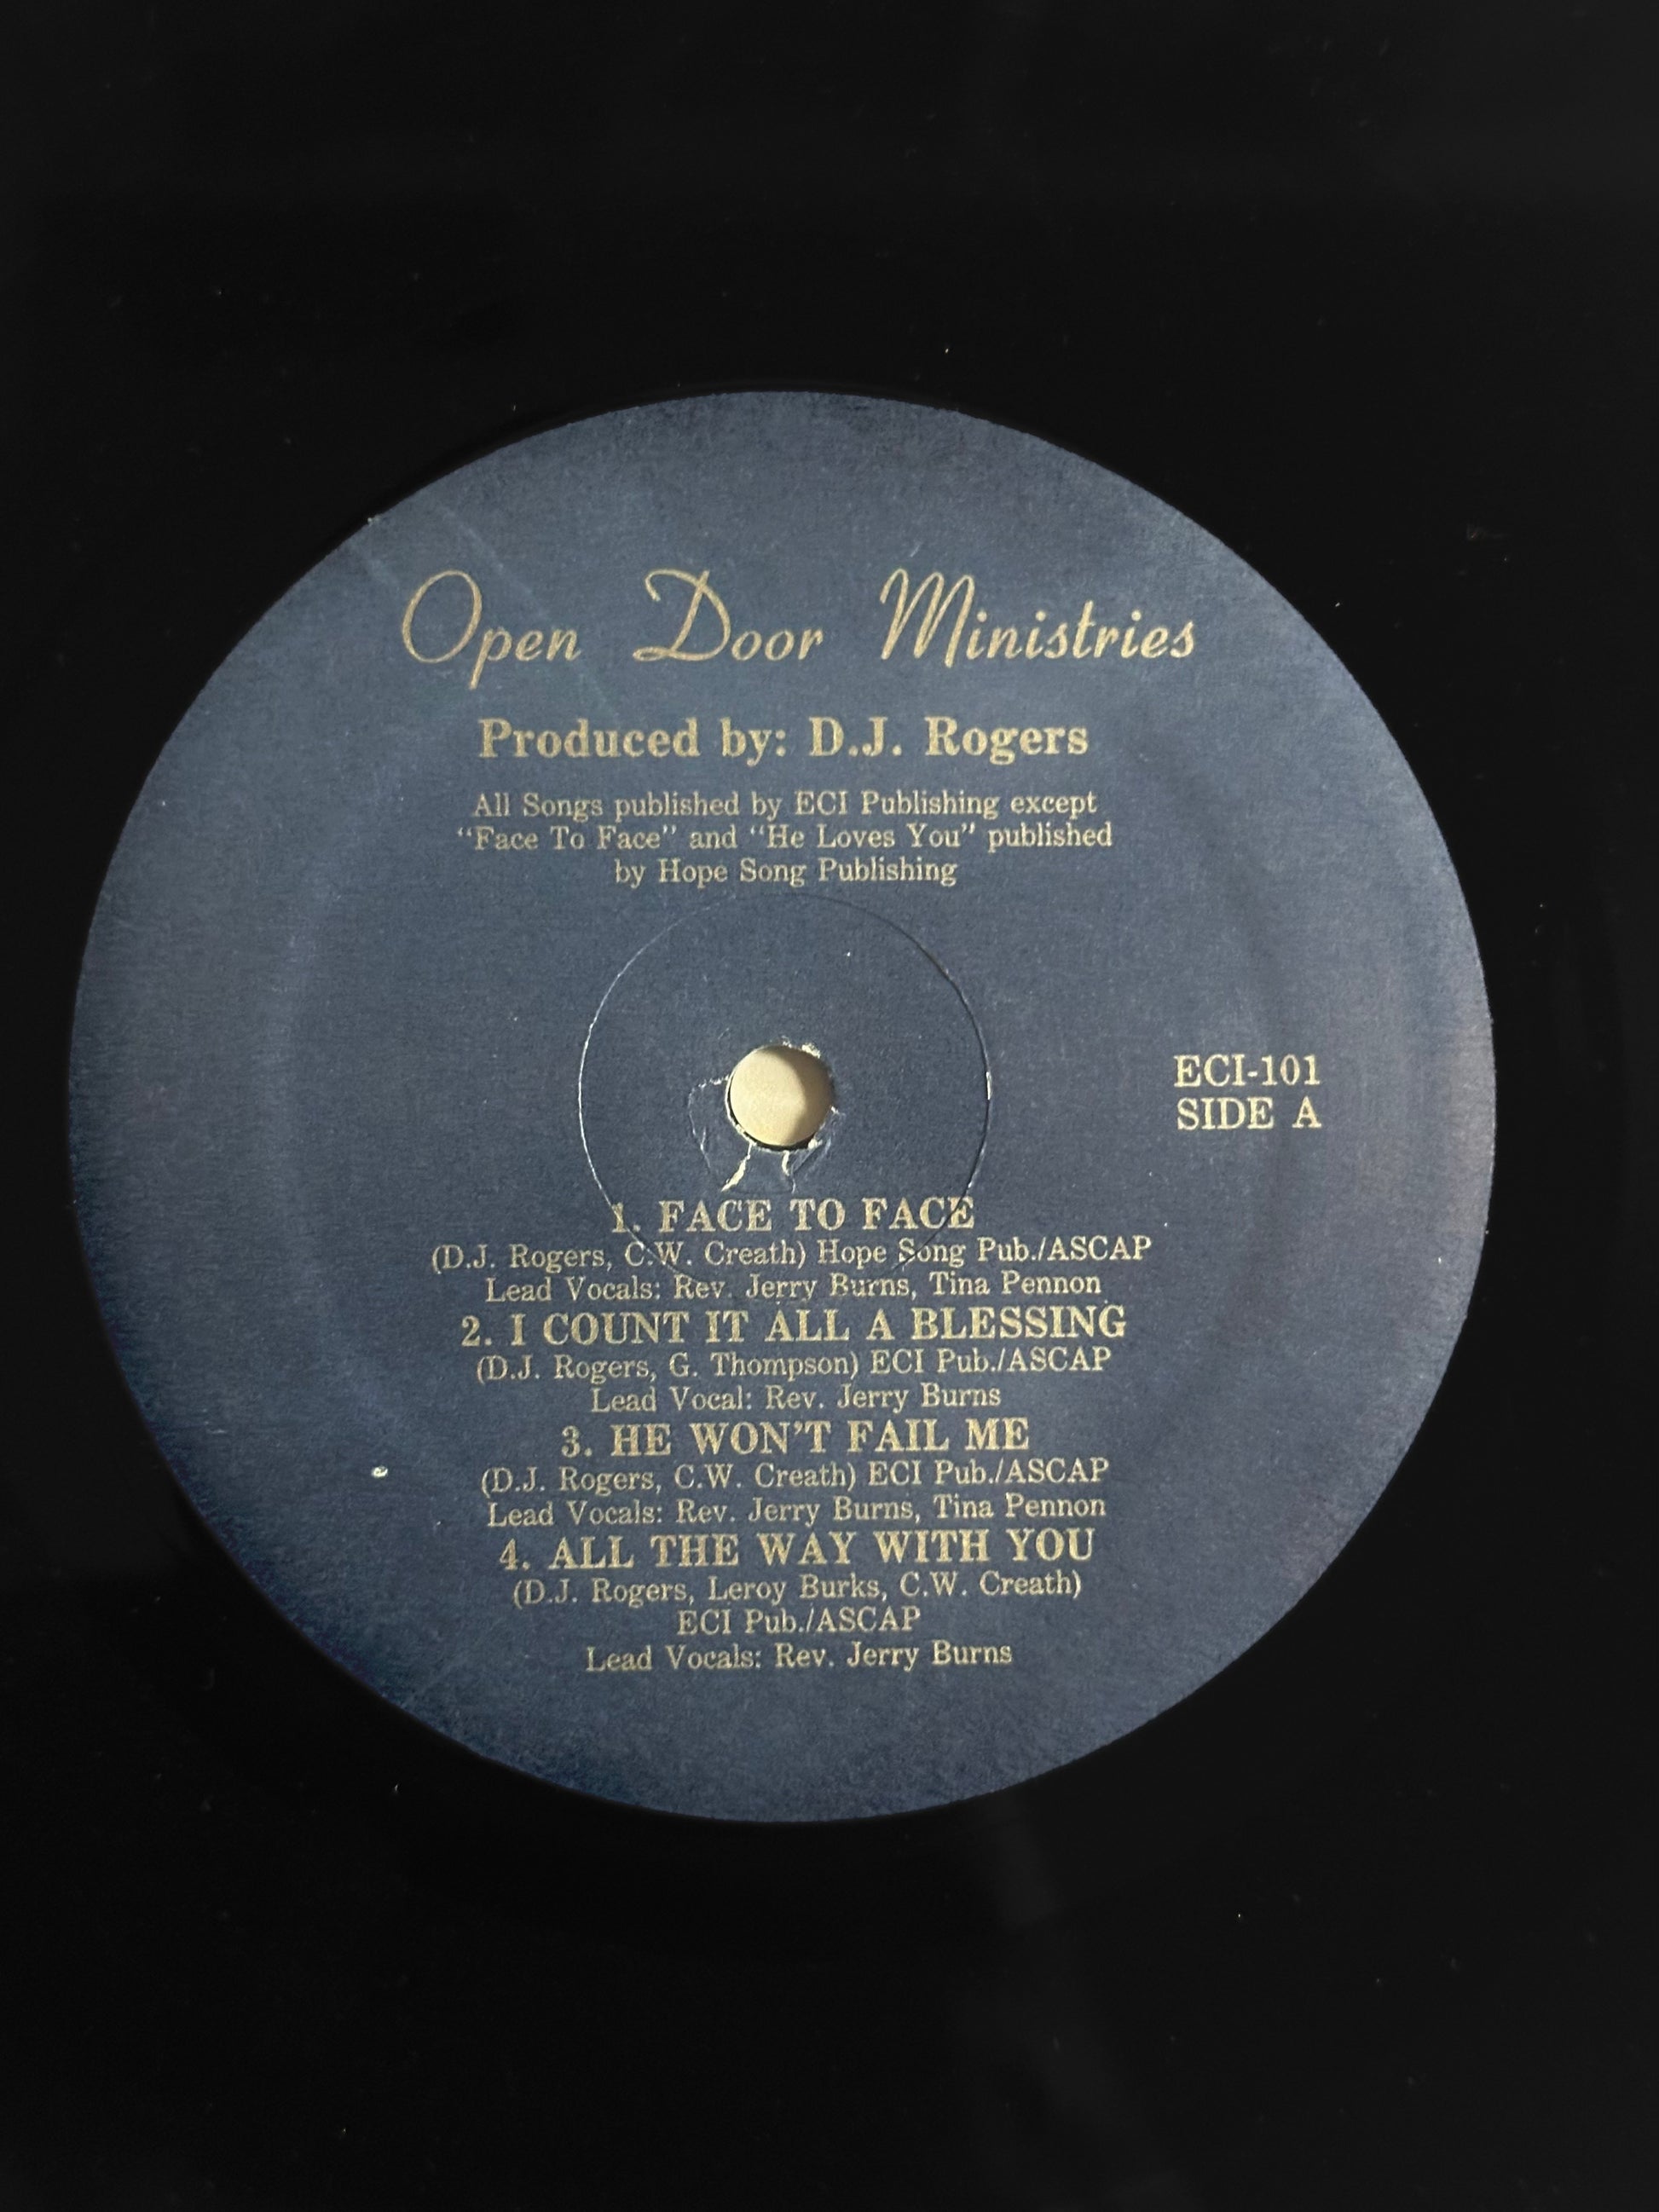 Open Door Ministries
Produced by: D.J. Rogers
All Songs published by ECI Publishing except
“Face To Face” and “He Loves You” published
by Hope Song Publishing
ECI-101
SIDE A
1. FACE TO FACE
(D.J. Rogers, C.W. Creath) Hope Song Pub./ASCAP
Lead Vocals: Rev. Jerry Burns, Tina Pennon
2. I COUNT IT ALL A BLESSING
(D.J. Rogers, G. Thompson) ECI Pub./ASCAP
Lead Vocal: Rev. Jerry Burns
3. HE WON’T FAIL ME
(D.J. Rogers, C.W. Creath) ECI Pub./ASCAP
Lead Vocals: Rev. Jerry Burns, Tina Pennon
4. ALL THE WAY WITH YOU
(D.J. Rogers, Leroy Burks, C.W. Creath)
ECI Pub./ASCAP
Lead Vocals: Rev. Jerry Burns